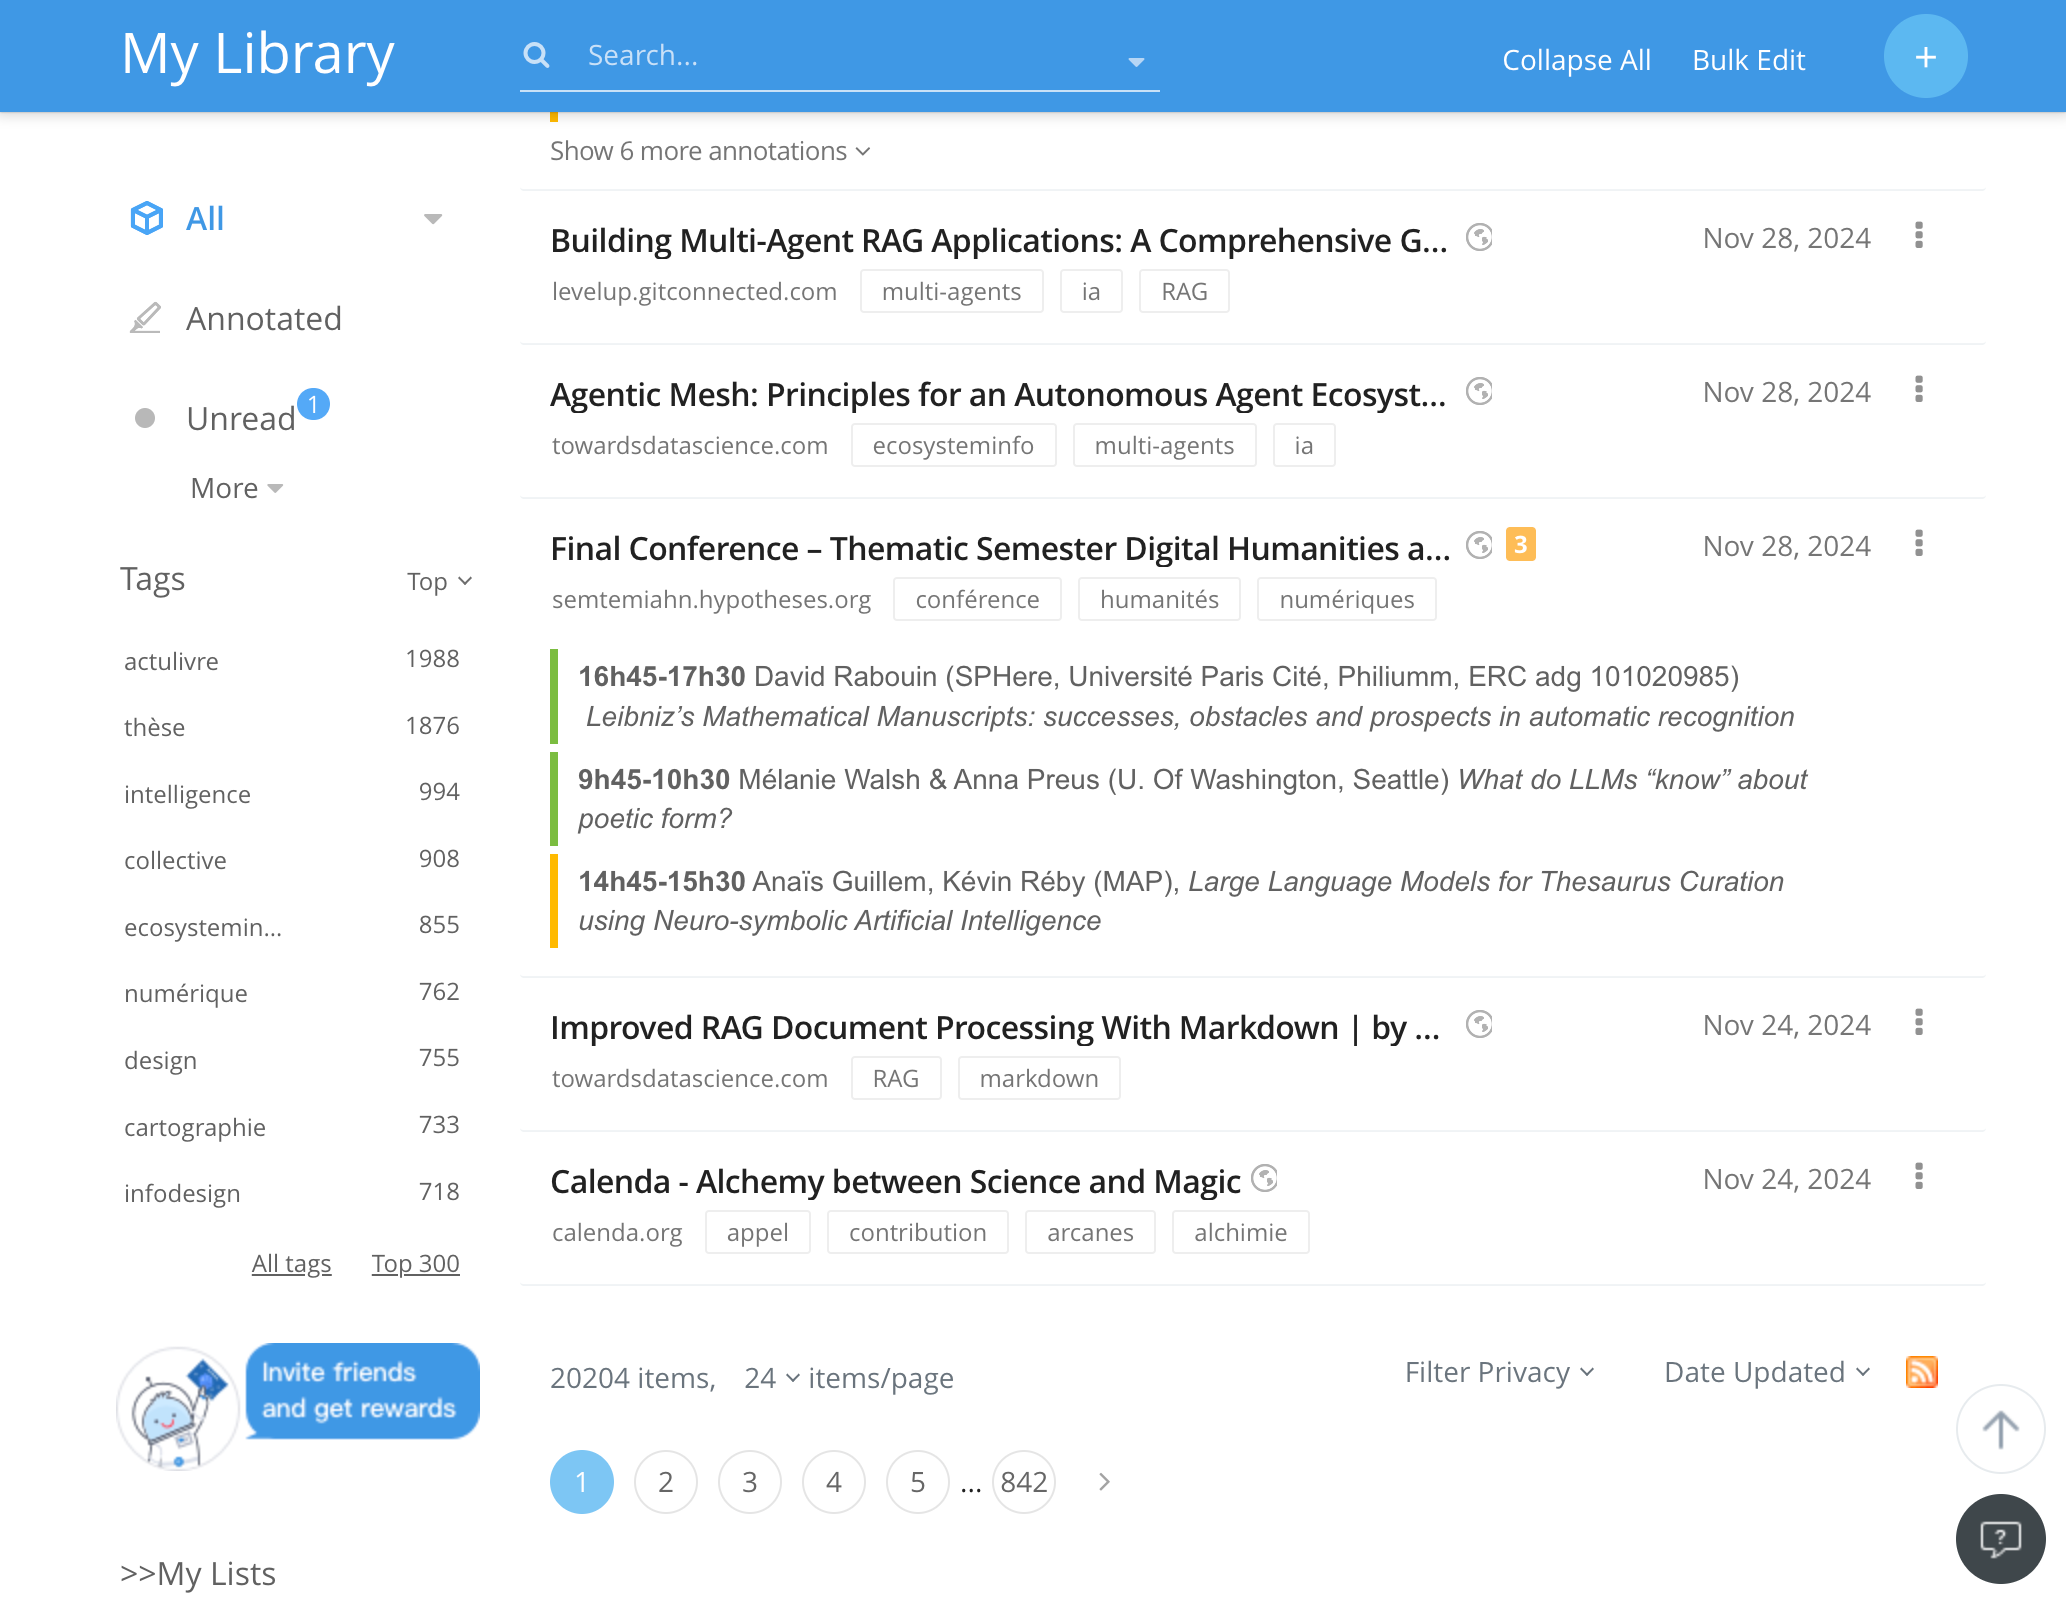 My Library
Search...
Collapse All
Bulk Edit
+
All
Annotated
Unread 1
More
Tags
Top
actulivre 1988
thèse 1876
intelligence 994
collective 908
ecosystemin... 855
numérique 762
design 755
cartographie 733
infodesign 718
All tags
Top 300
Invite friends
and get rewards
>>My Lists
Show 6 more annotations
Building Multi-Agent RAG Applications: A Comprehensive G...
Nov 28, 2024
levelup.gitconnected.com multi-agents ia RAG
Agentic Mesh: Principles for an Autonomous Agent Ecosyst...
Nov 28, 2024
towardsdatascience.com ecosysteminfo multi-agents ia
Final Conference – Thematic Semester Digital Humanities a... 3
Nov 28, 2024
semtemiahn.hypotheses.org conférence humanités numériques
16h45-17h30 David Rabouin (SPHere, Université Paris Cité, Philiumm, ERC adg 101020985)
Leibniz’s Mathematical Manuscripts: successes, obstacles and prospects in automatic recognition
9h45-10h30 Mélanie Walsh & Anna Preus (U. Of Washington, Seattle) What do LLMs “know” about
poetic form?
14h45-15h30 Anaïs Guillem, Kévin Réby (MAP), Large Language Models for Thesaurus Curation
using Neuro-symbolic Artificial Intelligence
Improved RAG Document Processing With Markdown | by ...
Nov 24, 2024
towardsdatascience.com RAG markdown
Calenda - Alchemy between Science and Magic
Nov 24, 2024
calenda.org appel contribution arcanes alchimie
20204 items, 24 items/page
Filter Privacy
Date Updated
1 2 3 4 5 ... 842
?